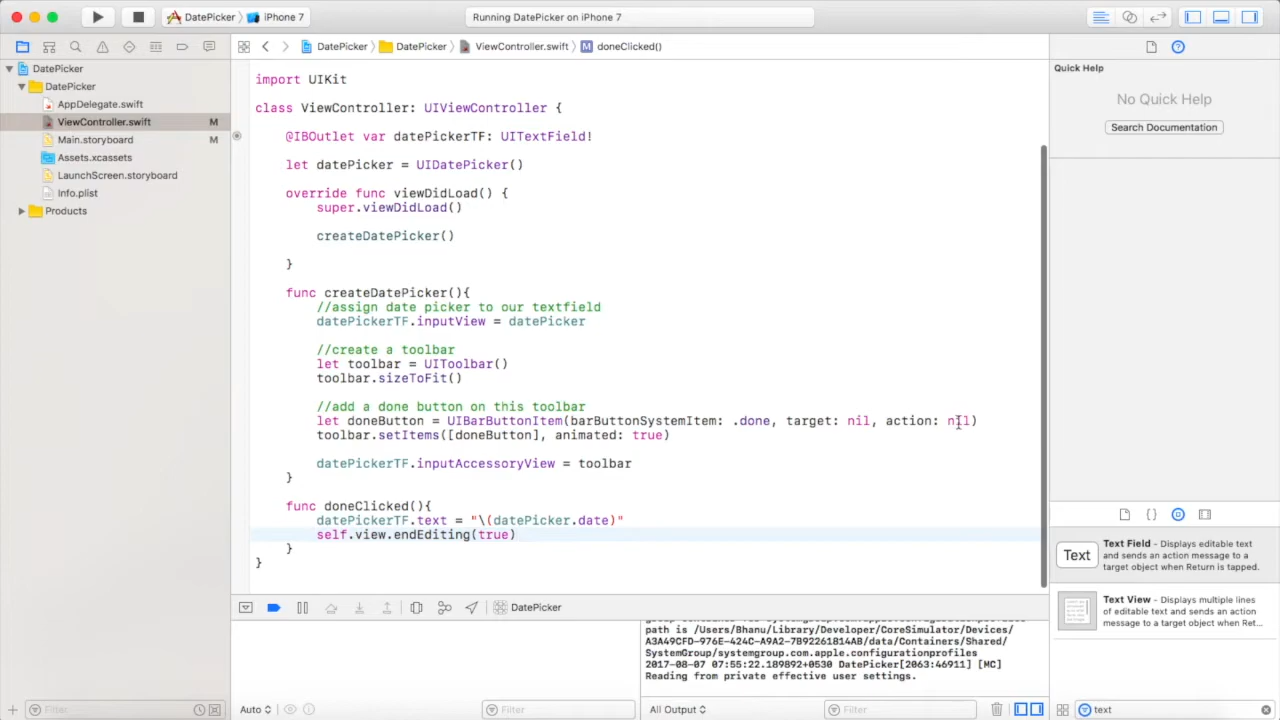 DatePicker
iPhone 7
Running DatePicker on iPhone 7
DatePicker
DatePicker
ViewController.swift
M
doneClicked()
DatePicker
DatePicker
AppDelegate.swift
ViewController.swift
M
Main.storyboard
M
Assets.xcassets
LaunchScreen.storyboard
Info.plist
Products
import UIKit
class ViewController: UIViewController {
@IBOutlet var datePickerTF: UITextField!
let datePicker = UIDatePicker()
override func viewDidLoad() {
super.viewDidLoad()
createDatePicker()
}
func createDatePicker(){
//assign date picker to our textfield
datePickerTF.inputView = datePicker
//create a toolbar
let toolbar = UIToolbar()
toolbar.sizeToFit()
//add a done button on this toolbar
let doneButton = UIBarButtonItem(barButtonSystemItem: .done, target: nil, action: nil)
toolbar.setItems([doneButton], animated: true)
datePickerTF.inputAccessoryView = toolbar
}
func doneClicked(){
datePickerTF.text = "\(datePicker.date)"
self.view.endEditing(true)
}
}
Quick Help
No Quick Help
Search Documentation
{}
Text
Text Field - Displays editable text
and sends an action message to a
target object when Return is tapped.
Text View - Displays multiple lines
of editable text and sends an action
message to a target object when Ret...
DatePicker
path is /Users/Bhanu/Library/Developer/CoreSimulator/Devices/
A3A49CFD-976E-424C-A9A2-7B92261814AB/data/Containers/Shared/
SystemGroup/systemgroup.com.apple.configurationprofiles
2017-08-07 07:55:22.189892+0530 DatePicker[2063:46911] [MC]
Reading from private effective user settings.
Filter
Auto
Filter
All Output
Filter
text